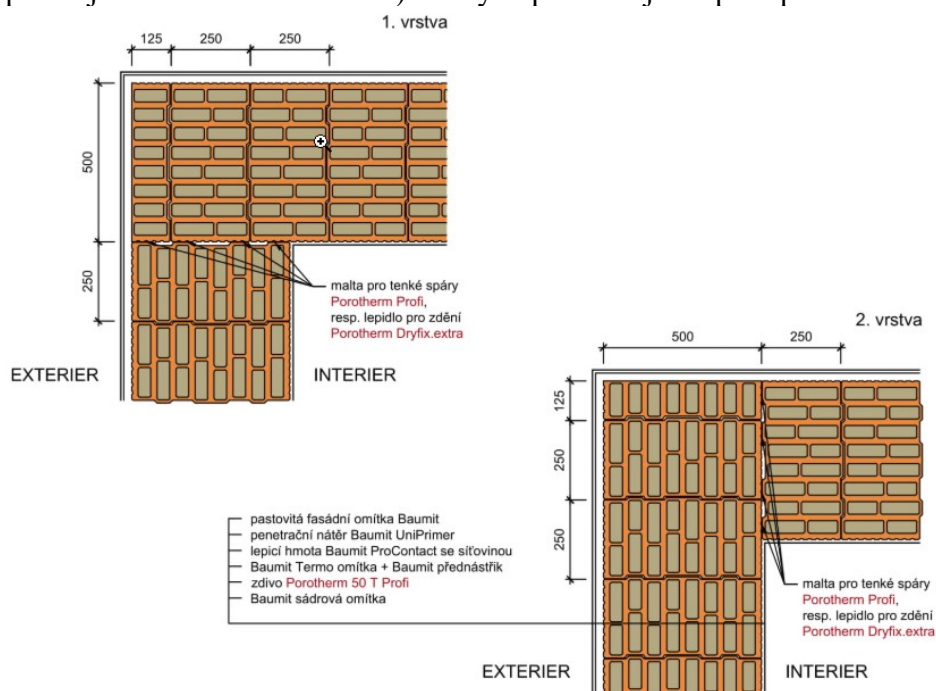 1. vrstva
125 250 250
500
250
malta pro tenké spáry
Porotherm Profi,
resp. lepidlo pro zdění
Porotherm Dryfix.extra
EXTERIER
INTERIER
2. vrstva
500 250
125
250
250
pastovitá fasádní omítka Baumit
penetrační nátěr Baumit UniPrimer
lepicí hmota Baumit ProContact se síťovinou
Baumit Termo omítka + Baumit přednástřik
zdivo Porotherm 50 T Profi
Baumit sádrová omítka
malta pro tenké spáry
Porotherm Profi,
resp. lepidlo pro zdění
Porotherm Dryfix.extra
EXTERIER
INTERIER